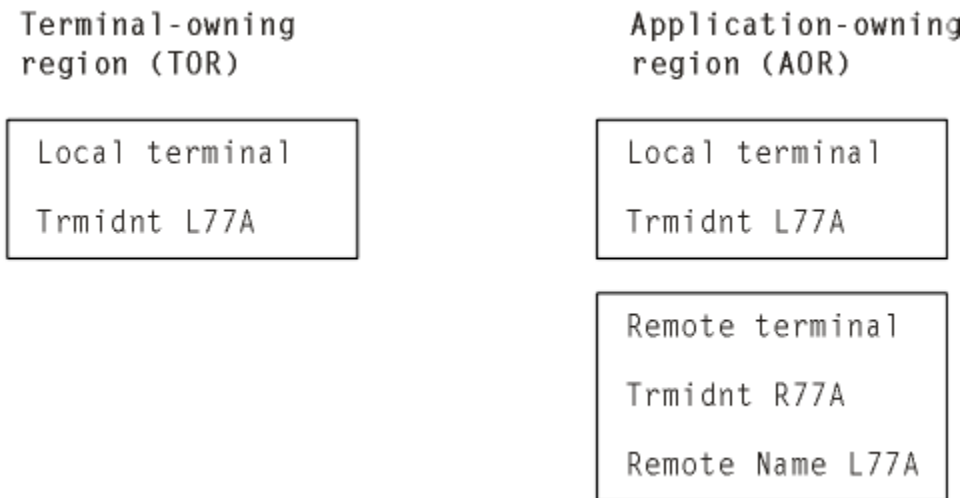 Terminal-owning
region (TOR)
Local terminal
Trmidnt L77A
Application-owning
region (AOR)
Local terminal
Trmidnt L77A
Remote terminal
Trmidnt R77A
Remote Name L77A